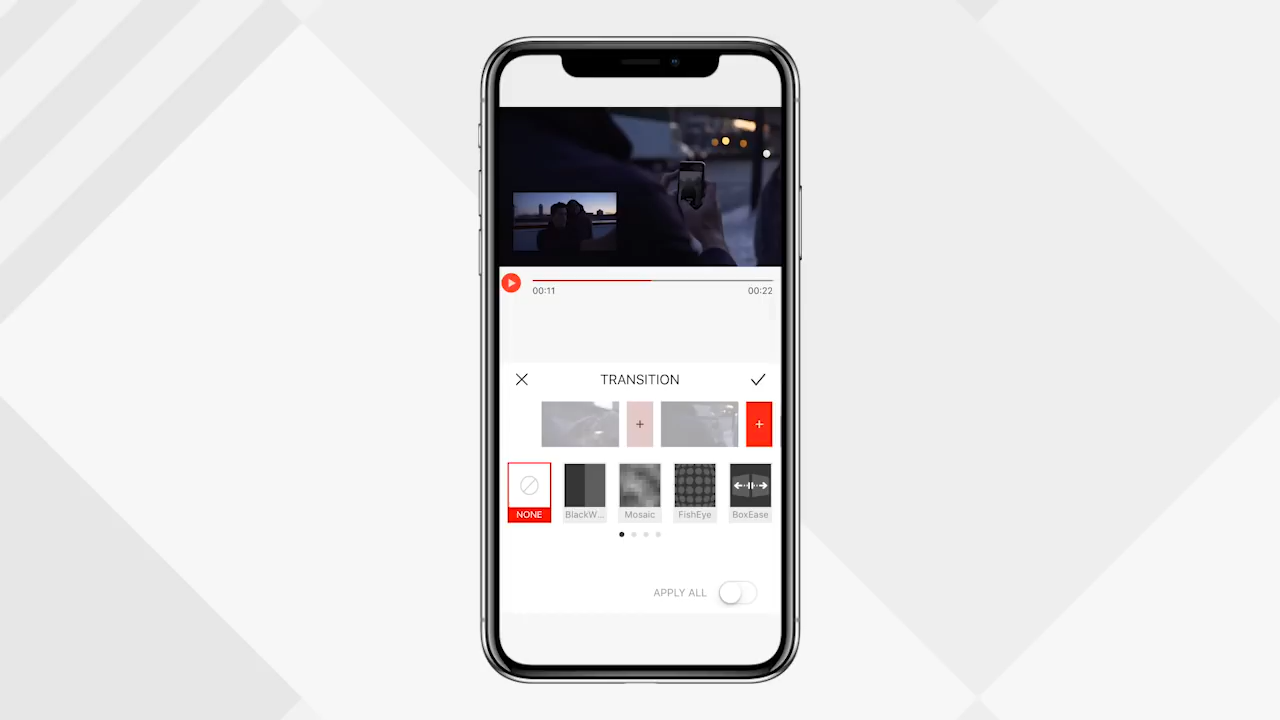 00:11
00:22
TRANSITION
+
+
NONE
BlackW...
Mosaic
FishEye
BoxEase
APPLY ALL